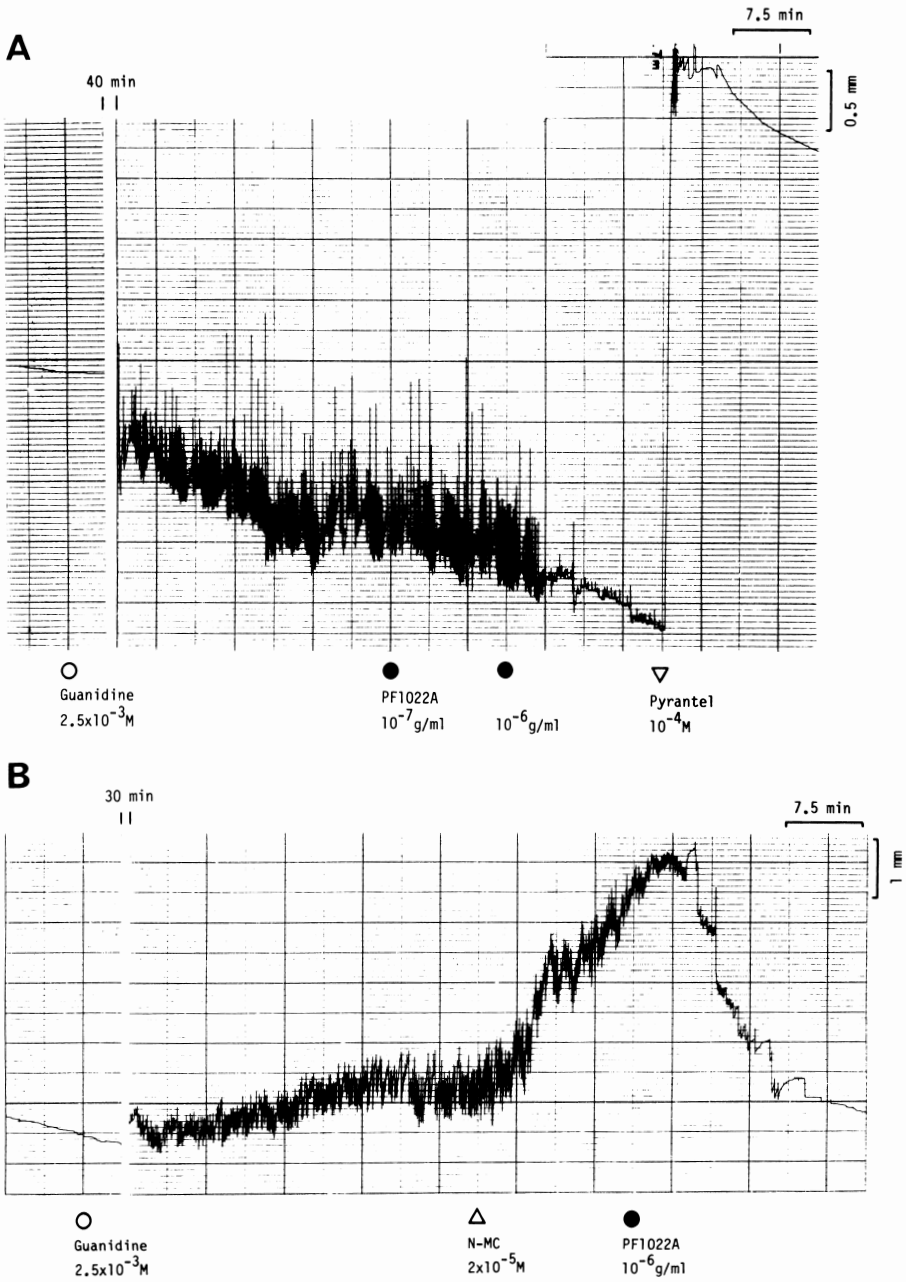 A
7.5 min
40 min
0.5 mm
Guanidine
2.5x10⁻³M
PF1022A
10⁻⁷g/ml
10⁻⁶g/ml
Pyrantel
10⁻⁴M
B
30 min
7.5 min
1 mm
Guanidine
2.5x10⁻³M
N-MC
2x10⁻⁵M
PF1022A
10⁻⁶g/ml